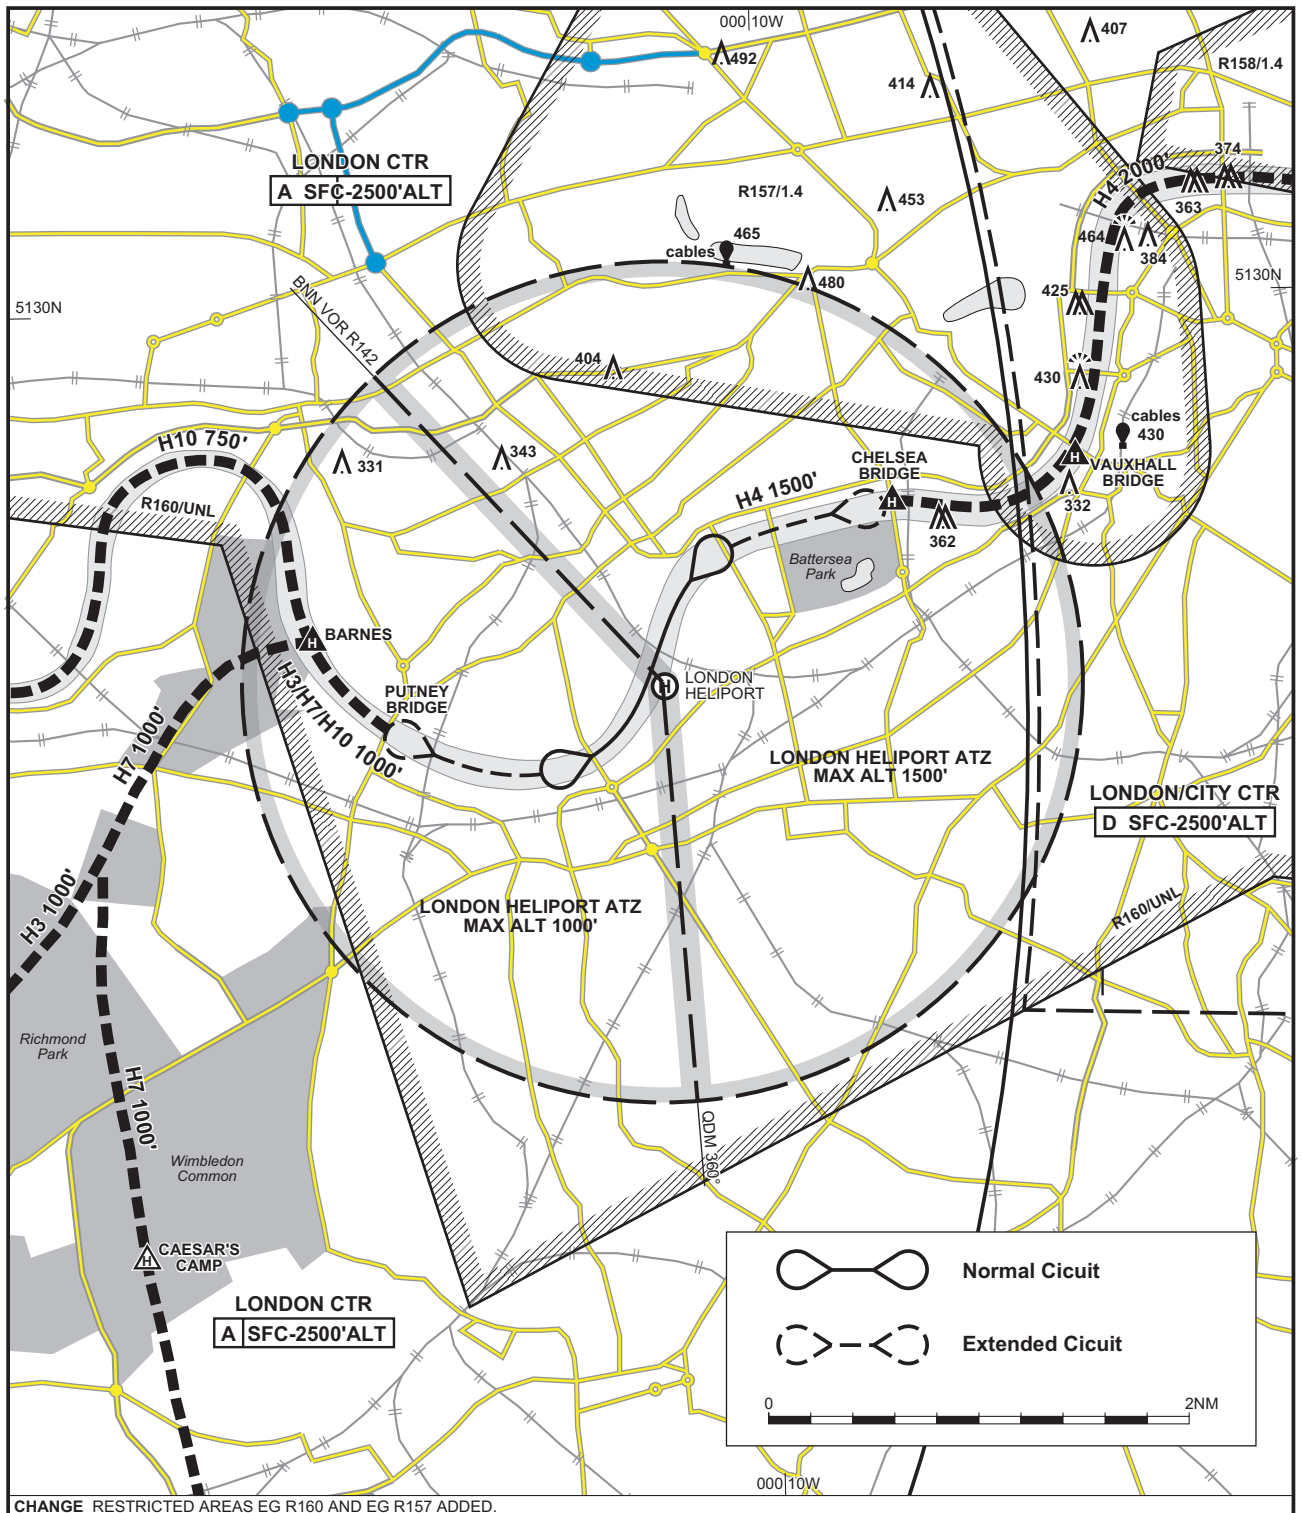 000 10W
407
492
R158/1.4
414
374
LONDON CTR
A SFC-2500'ALT
H4 2000'
R157/1.4
453
363
465
cables
464
384
BNN VOR R142
480
5130N
425
5130N
404
430
cables
430
H10 750'
343
331
CHELSEA
BRIDGE
VAUXHALL
BRIDGE
H4 1500'
332
R160/UNL
362
Battersea
Park
H
H
BARNES
H
H
LONDON
HELIPORT
PUTNEY
BRIDGE
H3/H7/H10 1000'
H7 1000'
LONDON HELIPORT ATZ
MAX ALT 1500'
LONDON/CITY CTR
D SFC-2500'ALT
H3 1000'
LONDON HELIPORT ATZ
MAX ALT 1000'
R160/UNL
Richmond
Park
H7 1000'
QDM 360°
Wimbledon
Common
H
CAESAR'S
CAMP
LONDON CTR
A SFC-2500'ALT
Normal Cicuit
Extended Cicuit
0
2NM
000 10W
CHANGE RESTRICTED AREAS EG R160 AND EG R157 ADDED.